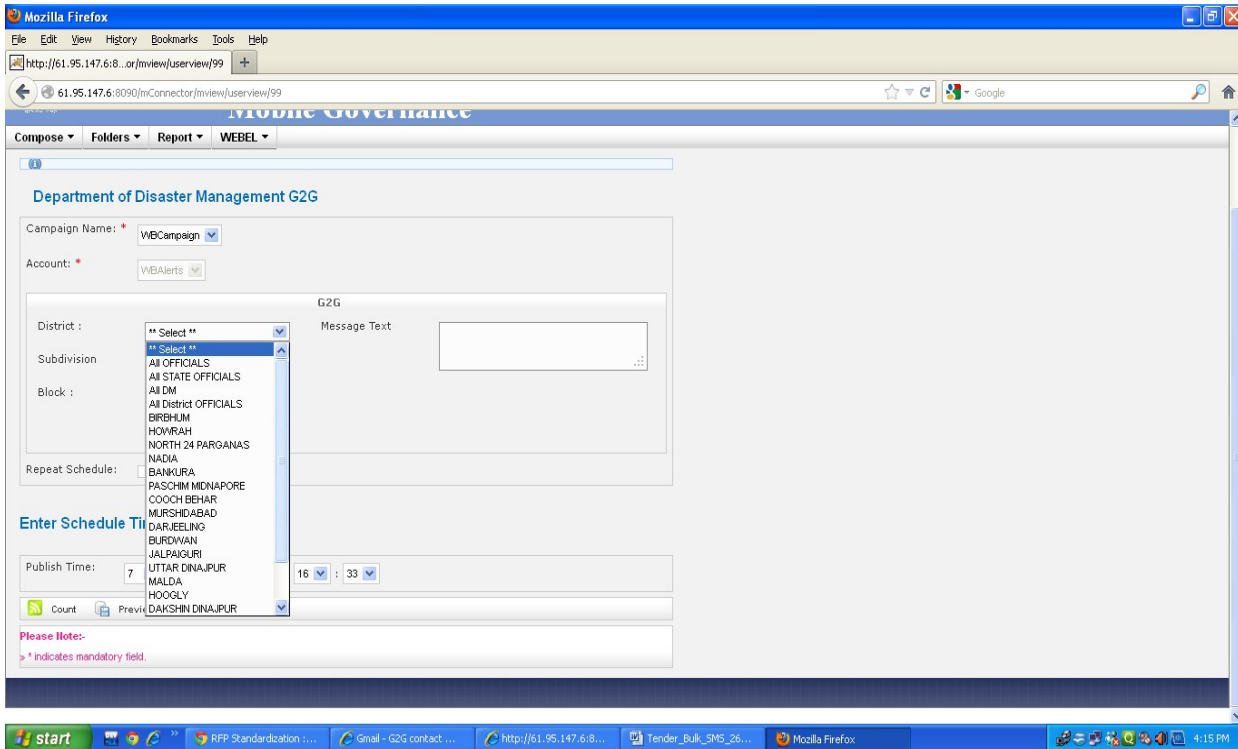 Mozilla Firefox
File Edit View History Bookmarks Tools Help
http://61.95.147.6:8...or/mview/userview/99 +
61.95.147.6:8090/mConnector/mview/userview/99 Google
Mobile Governance
Compose Folders Report WEBEL
Department of Disaster Management G2G
Campaign Name: * WBCampaign
Account: * WBAlerts
G2G
District : ** Select ** Message Text
** Select **
All OFFICIALS
Subdivision
All STATE OFFICIALS
All DM
Block :
All District OFFICIALS
BIRBHUM
HOWRAH
NORTH 24 PARGANAS
NADIA
Repeat Schedule:
BANKURA
PASCHIM MIDNAPORE
COOCH BEHAR
MURSHIDABAD
Enter Schedule Ti
DARJEELING
BURDWAN
JALPAIGURI
Publish Time: 7 16 : 33
UTTAR DINAJPUR
MALDA
HOOGLY
Count Previe
DAKSHIN DINAJPUR
Please Note:-
» * indicates mandatory field.
start RFP Standardization :... Gmail - G2G contact ... http://61.95.147.6:8... Tender_Bulk_SMS_26... Mozilla Firefox 4:15 PM